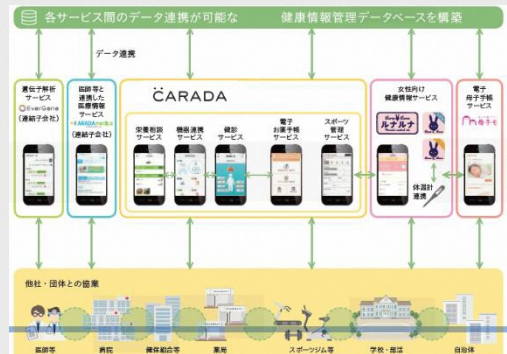 各サービス間のデータ連携が可能な 健康情報管理データベースを構築
データ連携
遺伝子解析
サービス
EverGene
(連結子会社)
医師等と
連携した
医療情報
サービス
(連結子会社)
CARADA
栄養相談
サービス
機器連携
サービス
健診
サービス
電子
お薬手帳
サービス
スポーツ
管理
サービス
女性向け
健康情報サービス
ルナルナ
体温計
連携
電子
母子手帳
サービス
母子モ
他社・団体との協業
医師等
病院
健保組合等
薬局
スポーツジム等
学校・部活
自治体